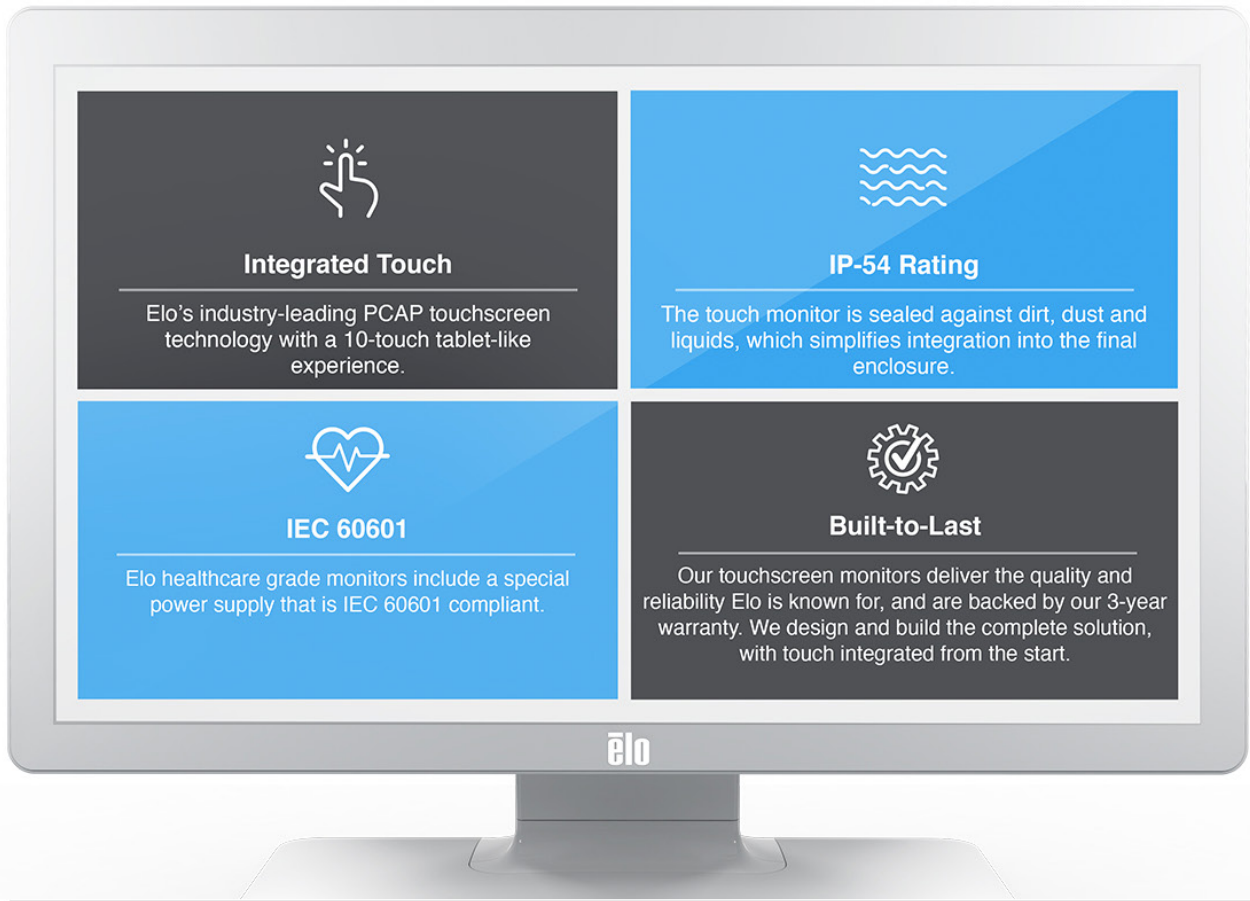 Integrated Touch
Elo's industry-leading PCAP touchscreen
technology with a 10-touch tablet-like
experience.
IP-54 Rating
The touch monitor is sealed against dirt, dust and
liquids, which simplifies integration into the final
enclosure.
IEC 60601
Elo healthcare grade monitors include a special
power supply that is IEC 60601 compliant.
Built-to-Last
Our touchscreen monitors deliver the quality and
reliability Elo is known for, and are backed by our 3-year
warranty. We design and build the complete solution,
with touch integrated from the start.
ēlo